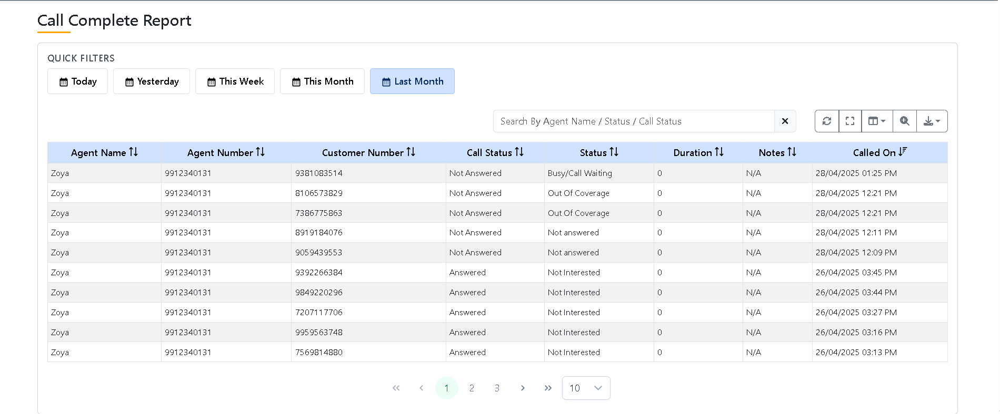 Call Complete Report
QUICK FILTERS
Today Yesterday This Week This Month Last Month
Search By Agent Name / Status / Call Status
Agent Name Agent Number Customer Number Call Status Status Duration Notes Called On
Zoya 9912340131 9381083514 Not Answered Busy/Call Waiting 0 N/A 28/04/2025 01:25 PM
Zoya 9912340131 8106573829 Not Answered Out Of Coverage 0 N/A 28/04/2025 12:21 PM
Zoya 9912340131 7386775863 Not Answered Out Of Coverage 0 N/A 28/04/2025 12:21 PM
Zoya 9912340131 8919184076 Not Answered Not answered 0 N/A 28/04/2025 12:11 PM
Zoya 9912340131 9059439553 Not Answered Not answered 0 N/A 28/04/2025 12:09 PM
Zoya 9912340131 9392266384 Answered Not Interested 0 N/A 26/04/2025 03:45 PM
Zoya 9912340131 9849220296 Answered Not Interested 0 N/A 26/04/2025 03:44 PM
Zoya 9912340131 7207117706 Answered Not Interested 0 N/A 26/04/2025 03:27 PM
Zoya 9912340131 9959563748 Answered Not Interested 0 N/A 26/04/2025 03:16 PM
Zoya 9912340131 7569814880 Answered Not Interested 0 N/A 26/04/2025 03:13 PM
1 2 3 10